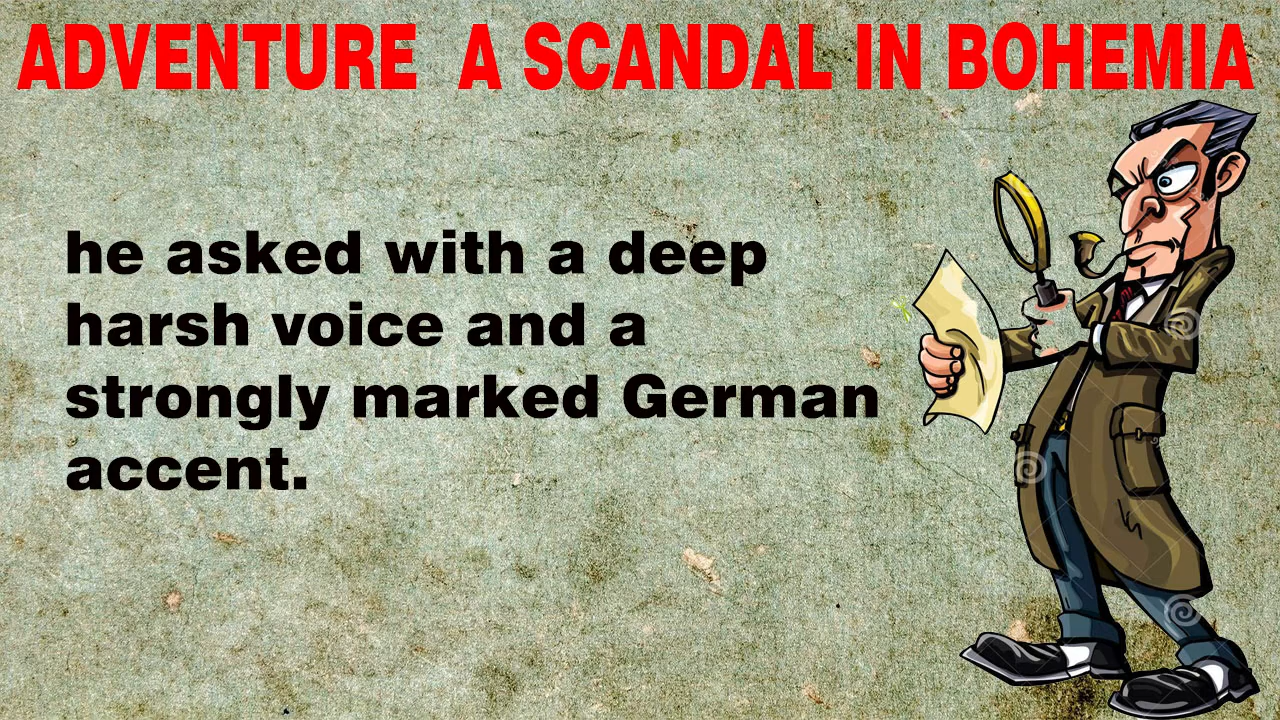 ADVENTURE A SCANDAL IN BOHEMIA
he asked with a deep
harsh voice and a
strongly marked German
accent.